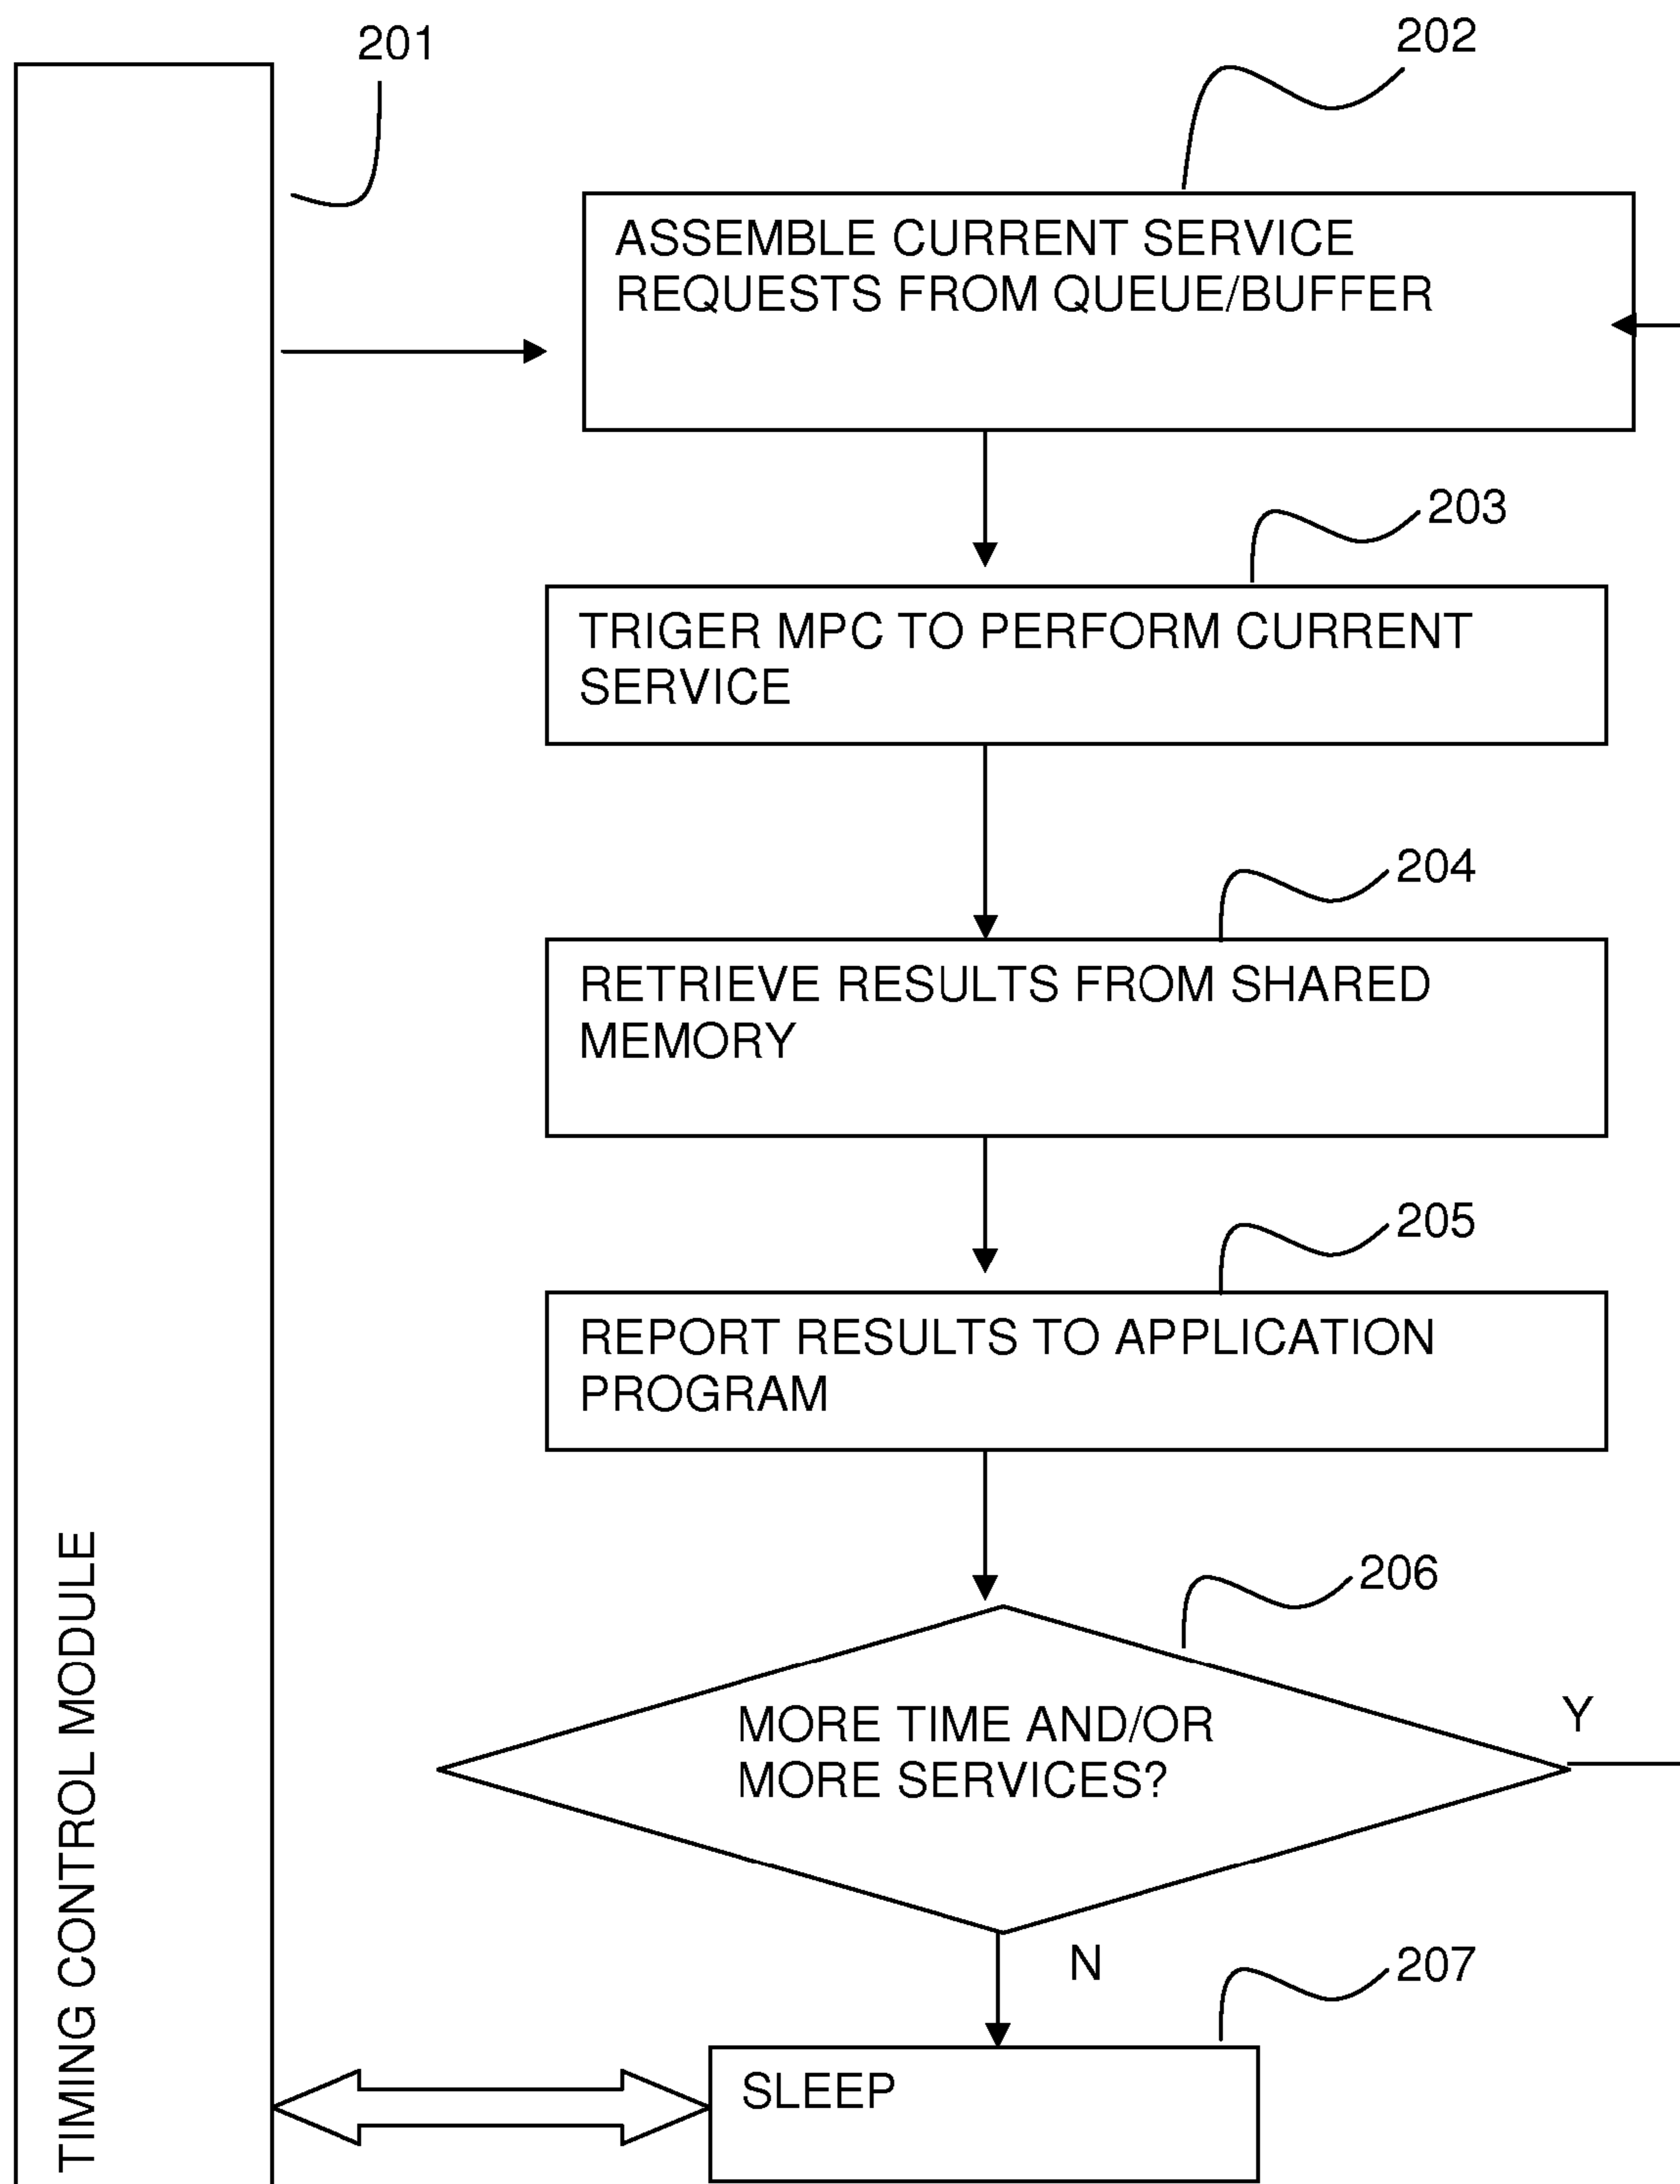 201
202
ASSEMBLE CURRENT SERVICE
REQUESTS FROM QUEUE/BUFFER
203
TRIGER MPC TO PERFORM CURRENT
SERVICE
204
RETRIEVE RESULTS FROM SHARED
MEMORY
205
REPORT RESULTS TO APPLICATION
PROGRAM
206
MORE TIME AND/OR
MORE SERVICES?
Y
N
207
SLEEP
TIMING CONTROL MODULE